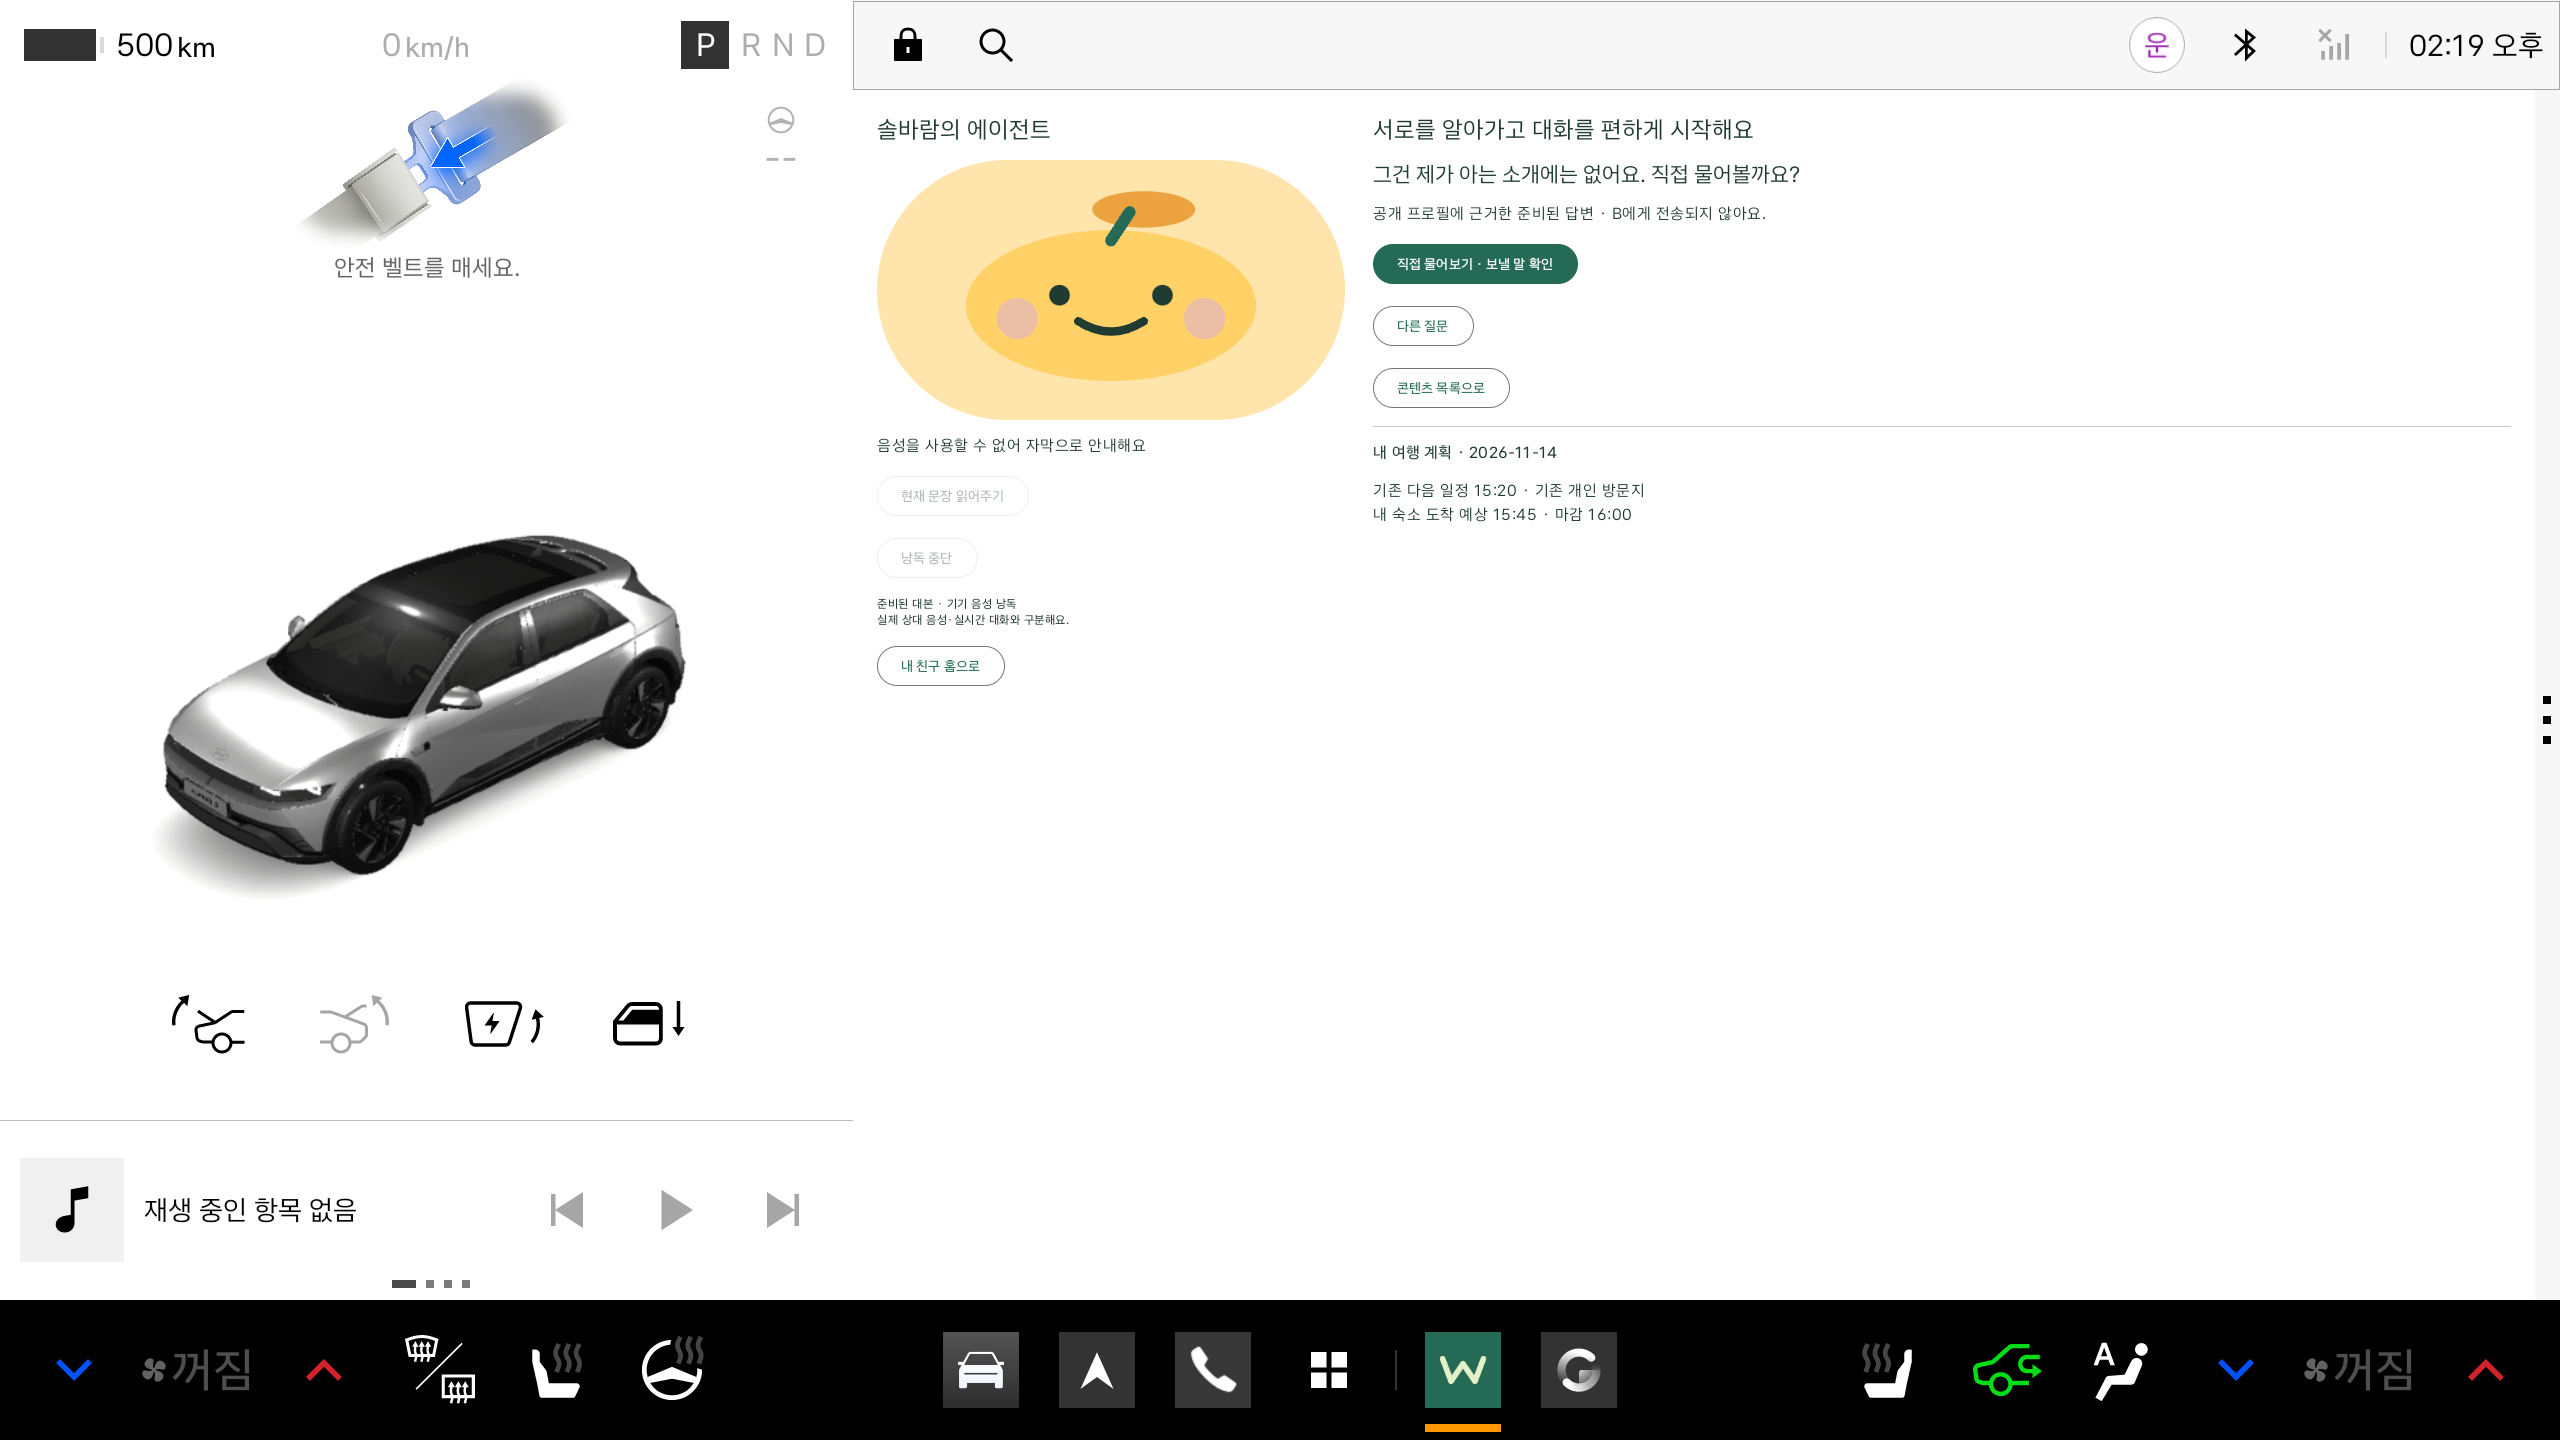 500 km
0 km/h
P R N D
안전 벨트를 매세요.
재생 중인 항목 없음
운
02:19 오후
솔바람의 에이전트
음성을 사용할 수 없어 자막으로 안내해요
현재 문장 읽어주기
낭독 중단
준비된 대본 · 기기 음성 낭독
실제 상대 음성·실시간 대화와 구분해요.
내 친구 홈으로
서로를 알아가고 대화를 편하게 시작해요
그건 제가 아는 소개에는 없어요. 직접 물어볼까요?
공개 프로필에 근거한 준비된 답변 · B에게 전송되지 않아요.
직접 물어보기 · 보낼 말 확인
다른 질문
콘텐츠 목록으로
내 여행 계획 · 2026-11-14
기존 다음 일정 15:20 · 기존 개인 방문지
내 숙소 도착 예상 15:45 · 마감 16:00
꺼짐
A
꺼짐